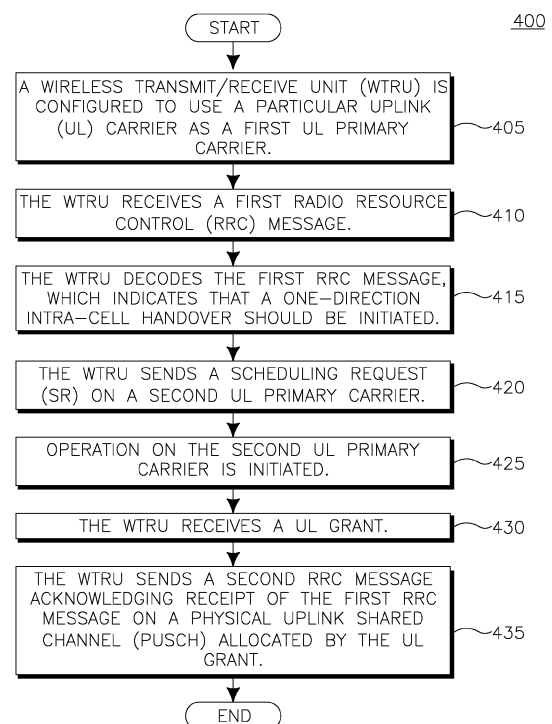 400
START
A WIRELESS TRANSMIT/RECEIVE UNIT (WTRU) IS
CONFIGURED TO USE A PARTICULAR UPLINK
(UL) CARRIER AS A FIRST UL PRIMARY
CARRIER.
405
THE WTRU RECEIVES A FIRST RADIO RESOURCE
CONTROL (RRC) MESSAGE.
410
THE WTRU DECODES THE FIRST RRC MESSAGE,
WHICH INDICATES THAT A ONE-DIRECTION
INTRA-CELL HANDOVER SHOULD BE INITIATED.
415
THE WTRU SENDS A SCHEDULING REQUEST
(SR) ON A SECOND UL PRIMARY CARRIER.
420
OPERATION ON THE SECOND UL PRIMARY
CARRIER IS INITIATED.
425
THE WTRU RECEIVES A UL GRANT.
430
THE WTRU SENDS A SECOND RRC MESSAGE
ACKNOWLEDGING RECEIPT OF THE FIRST RRC
MESSAGE ON A PHYSICAL UPLINK SHARED
CHANNEL (PUSCH) ALLOCATED BY THE UL
GRANT.
435
END